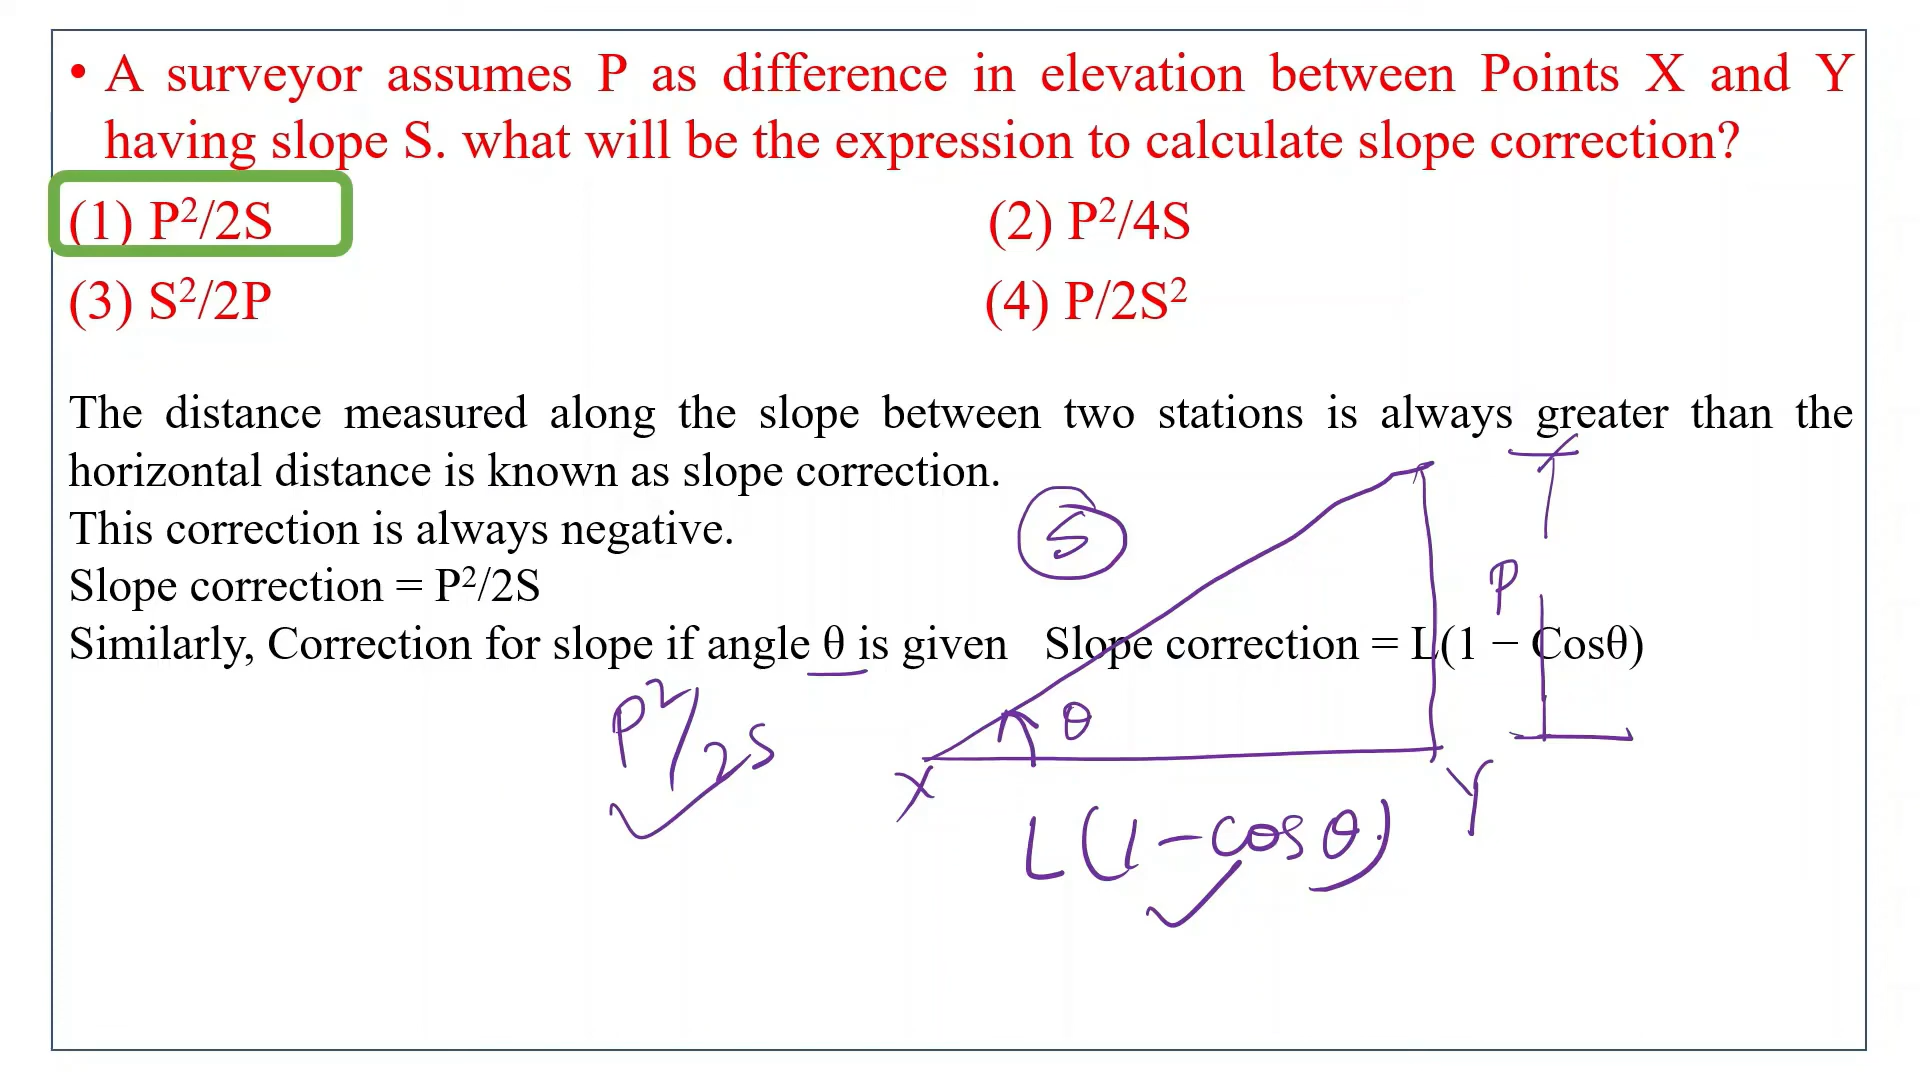 • A surveyor assumes P as difference in elevation between Points X and Y
having slope S. what will be the expression to calculate slope correction?
(1) P²/2S (2) P²/4S
(3) S²/2P (4) P/2S²
The distance measured along the slope between two stations is always greater than the
horizontal distance is known as slope correction.
This correction is always negative.
S
Slope correction = P²/2S
P
Similarly, Correction for slope if angle θ is given Slope correction = L(1 − Cosθ)
P²/2S
θ
X Y
L(1-cosθ)